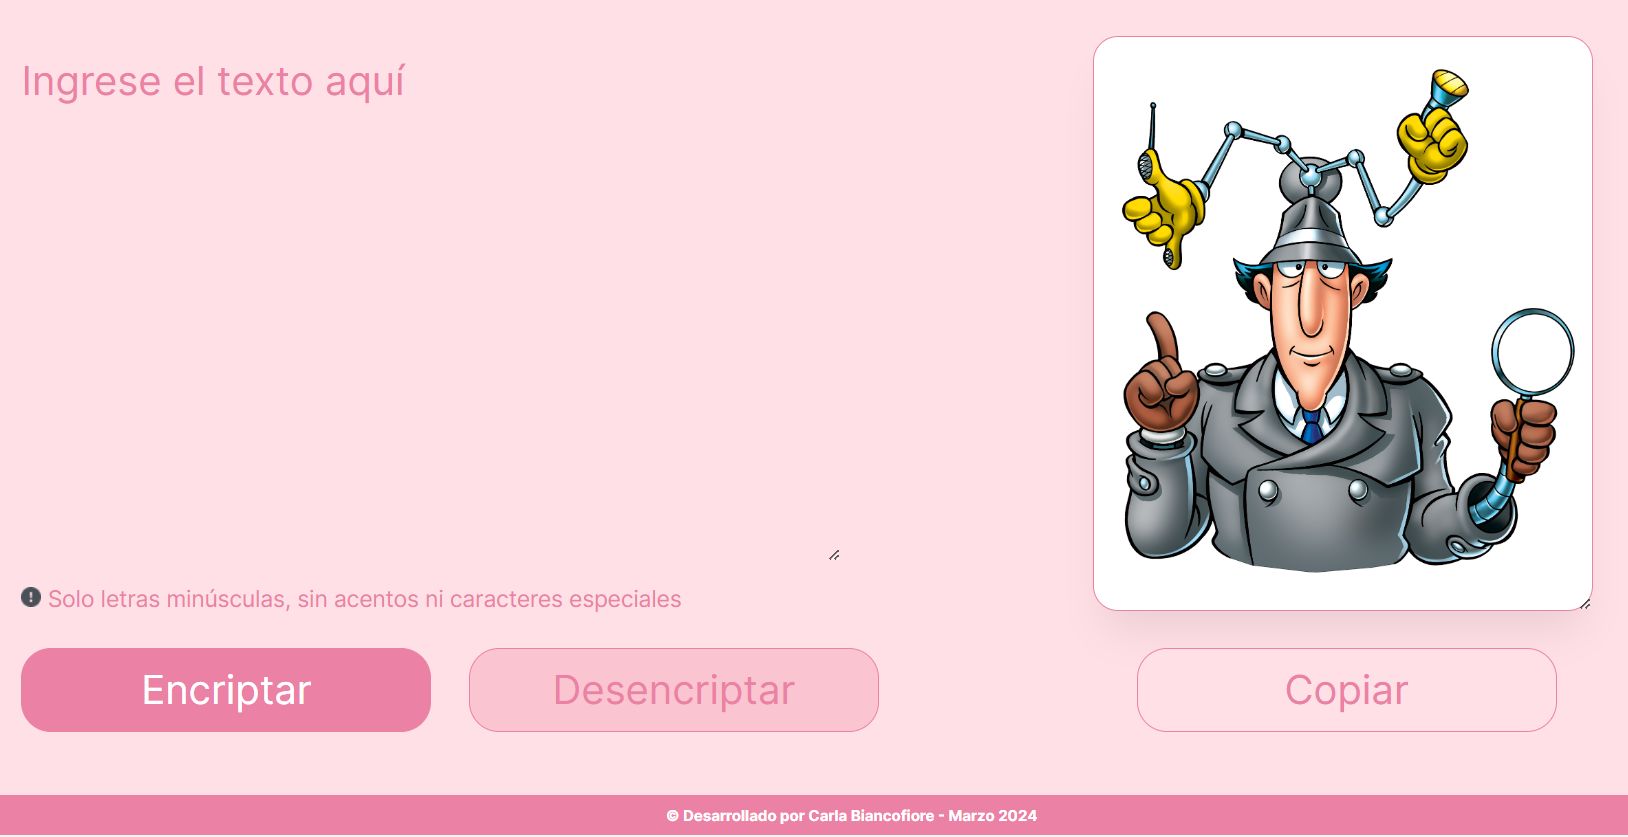 Ingrese el texto aquí
Solo letras minúsculas, sin acentos ni caracteres especiales
Encriptar
Desencriptar
Copiar
© Desarrollado por Carla Biancofiore - Marzo 2024